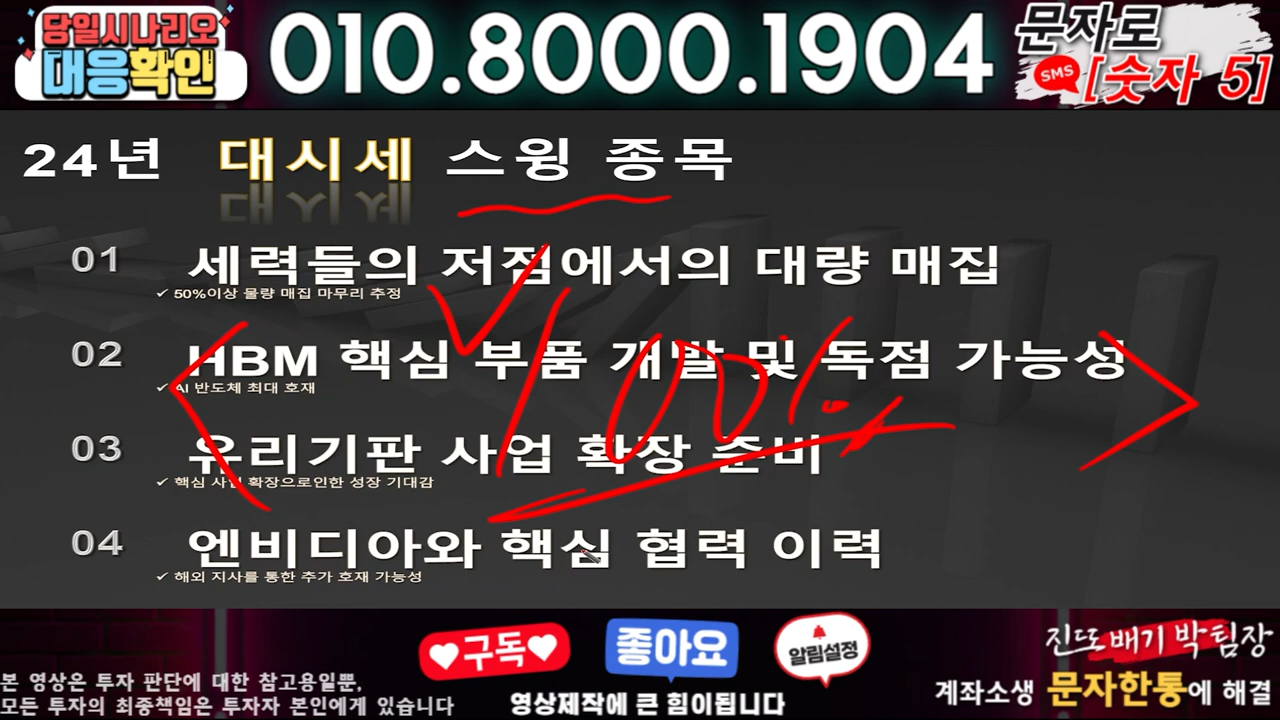 당일시나리오
대응확인
010.8000.1904
문자로
SMS
[숫자 5]
24년 대시세 스윙 종목
01 세력들의 저점에서의 대량 매집
✓ 50%이상 물량 매집 마무리 추정
02 HBM 핵심 부품 개발 및 독점 가능성
✓ AI 반도체 최대 호재
100%
03 유리기판 사업 확장 준비
✓ 핵심 사업 확장으로인한 성장 기대감
04 엔비디아와 핵심 협력 이력
✓ 해외 지사를 통한 추가 호재 가능성
구독
좋아요
알림설정
영상제작에 큰 힘이됩니다
본 영상은 투자 판단에 대한 참고용일뿐,
모든 투자의 최종책임은 투자자 본인에게 있습니다
진또배기 박팀장
계좌소생 문자한통에 해결